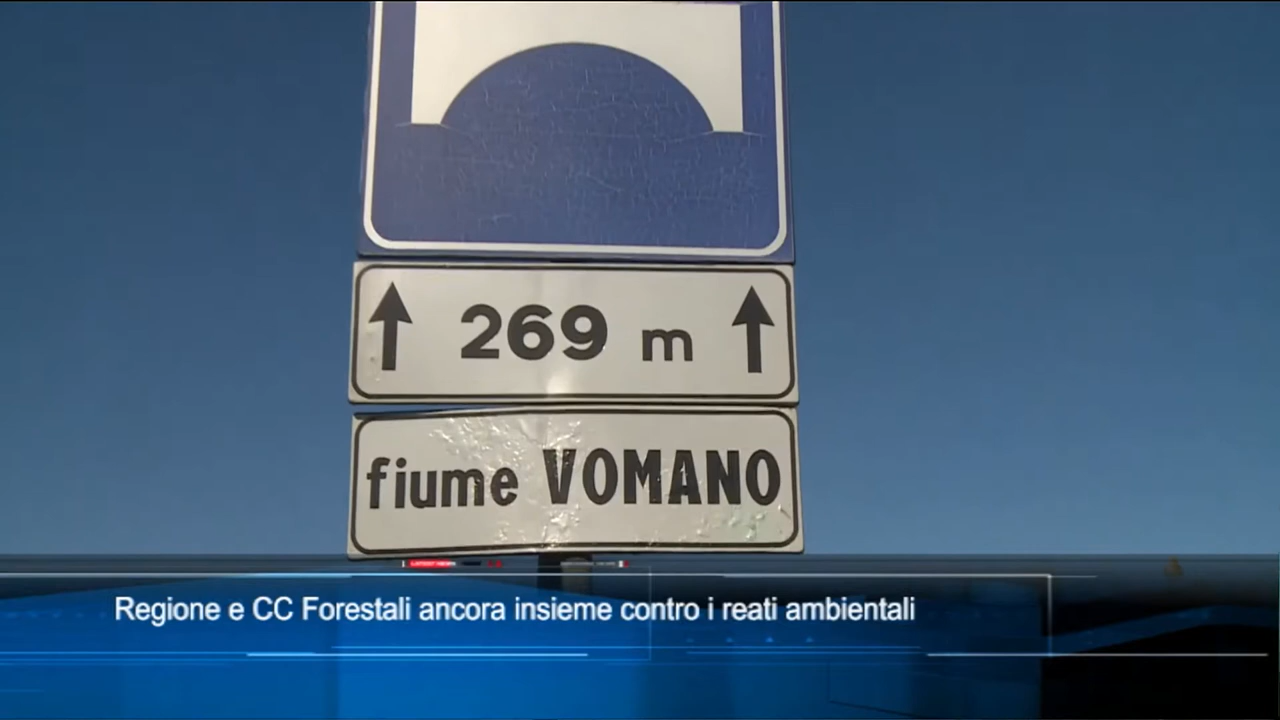 269 m
fiume VOMANO
Regione e CC Forestali ancora insieme contro i reati ambientali